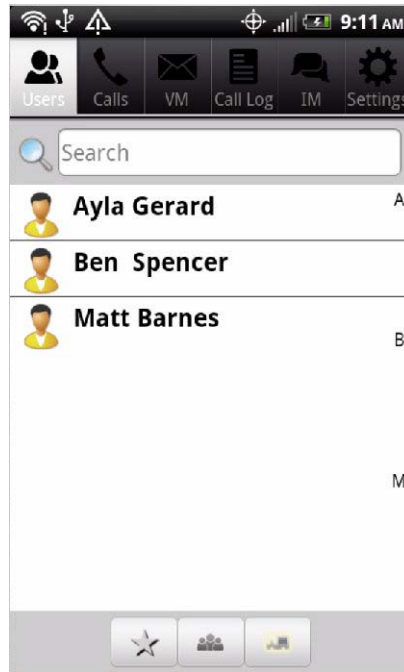 9:11 AM
Users Calls VM Call Log IM Settings
Search
Ayla Gerard
A
Ben Spencer
Matt Barnes
B
M